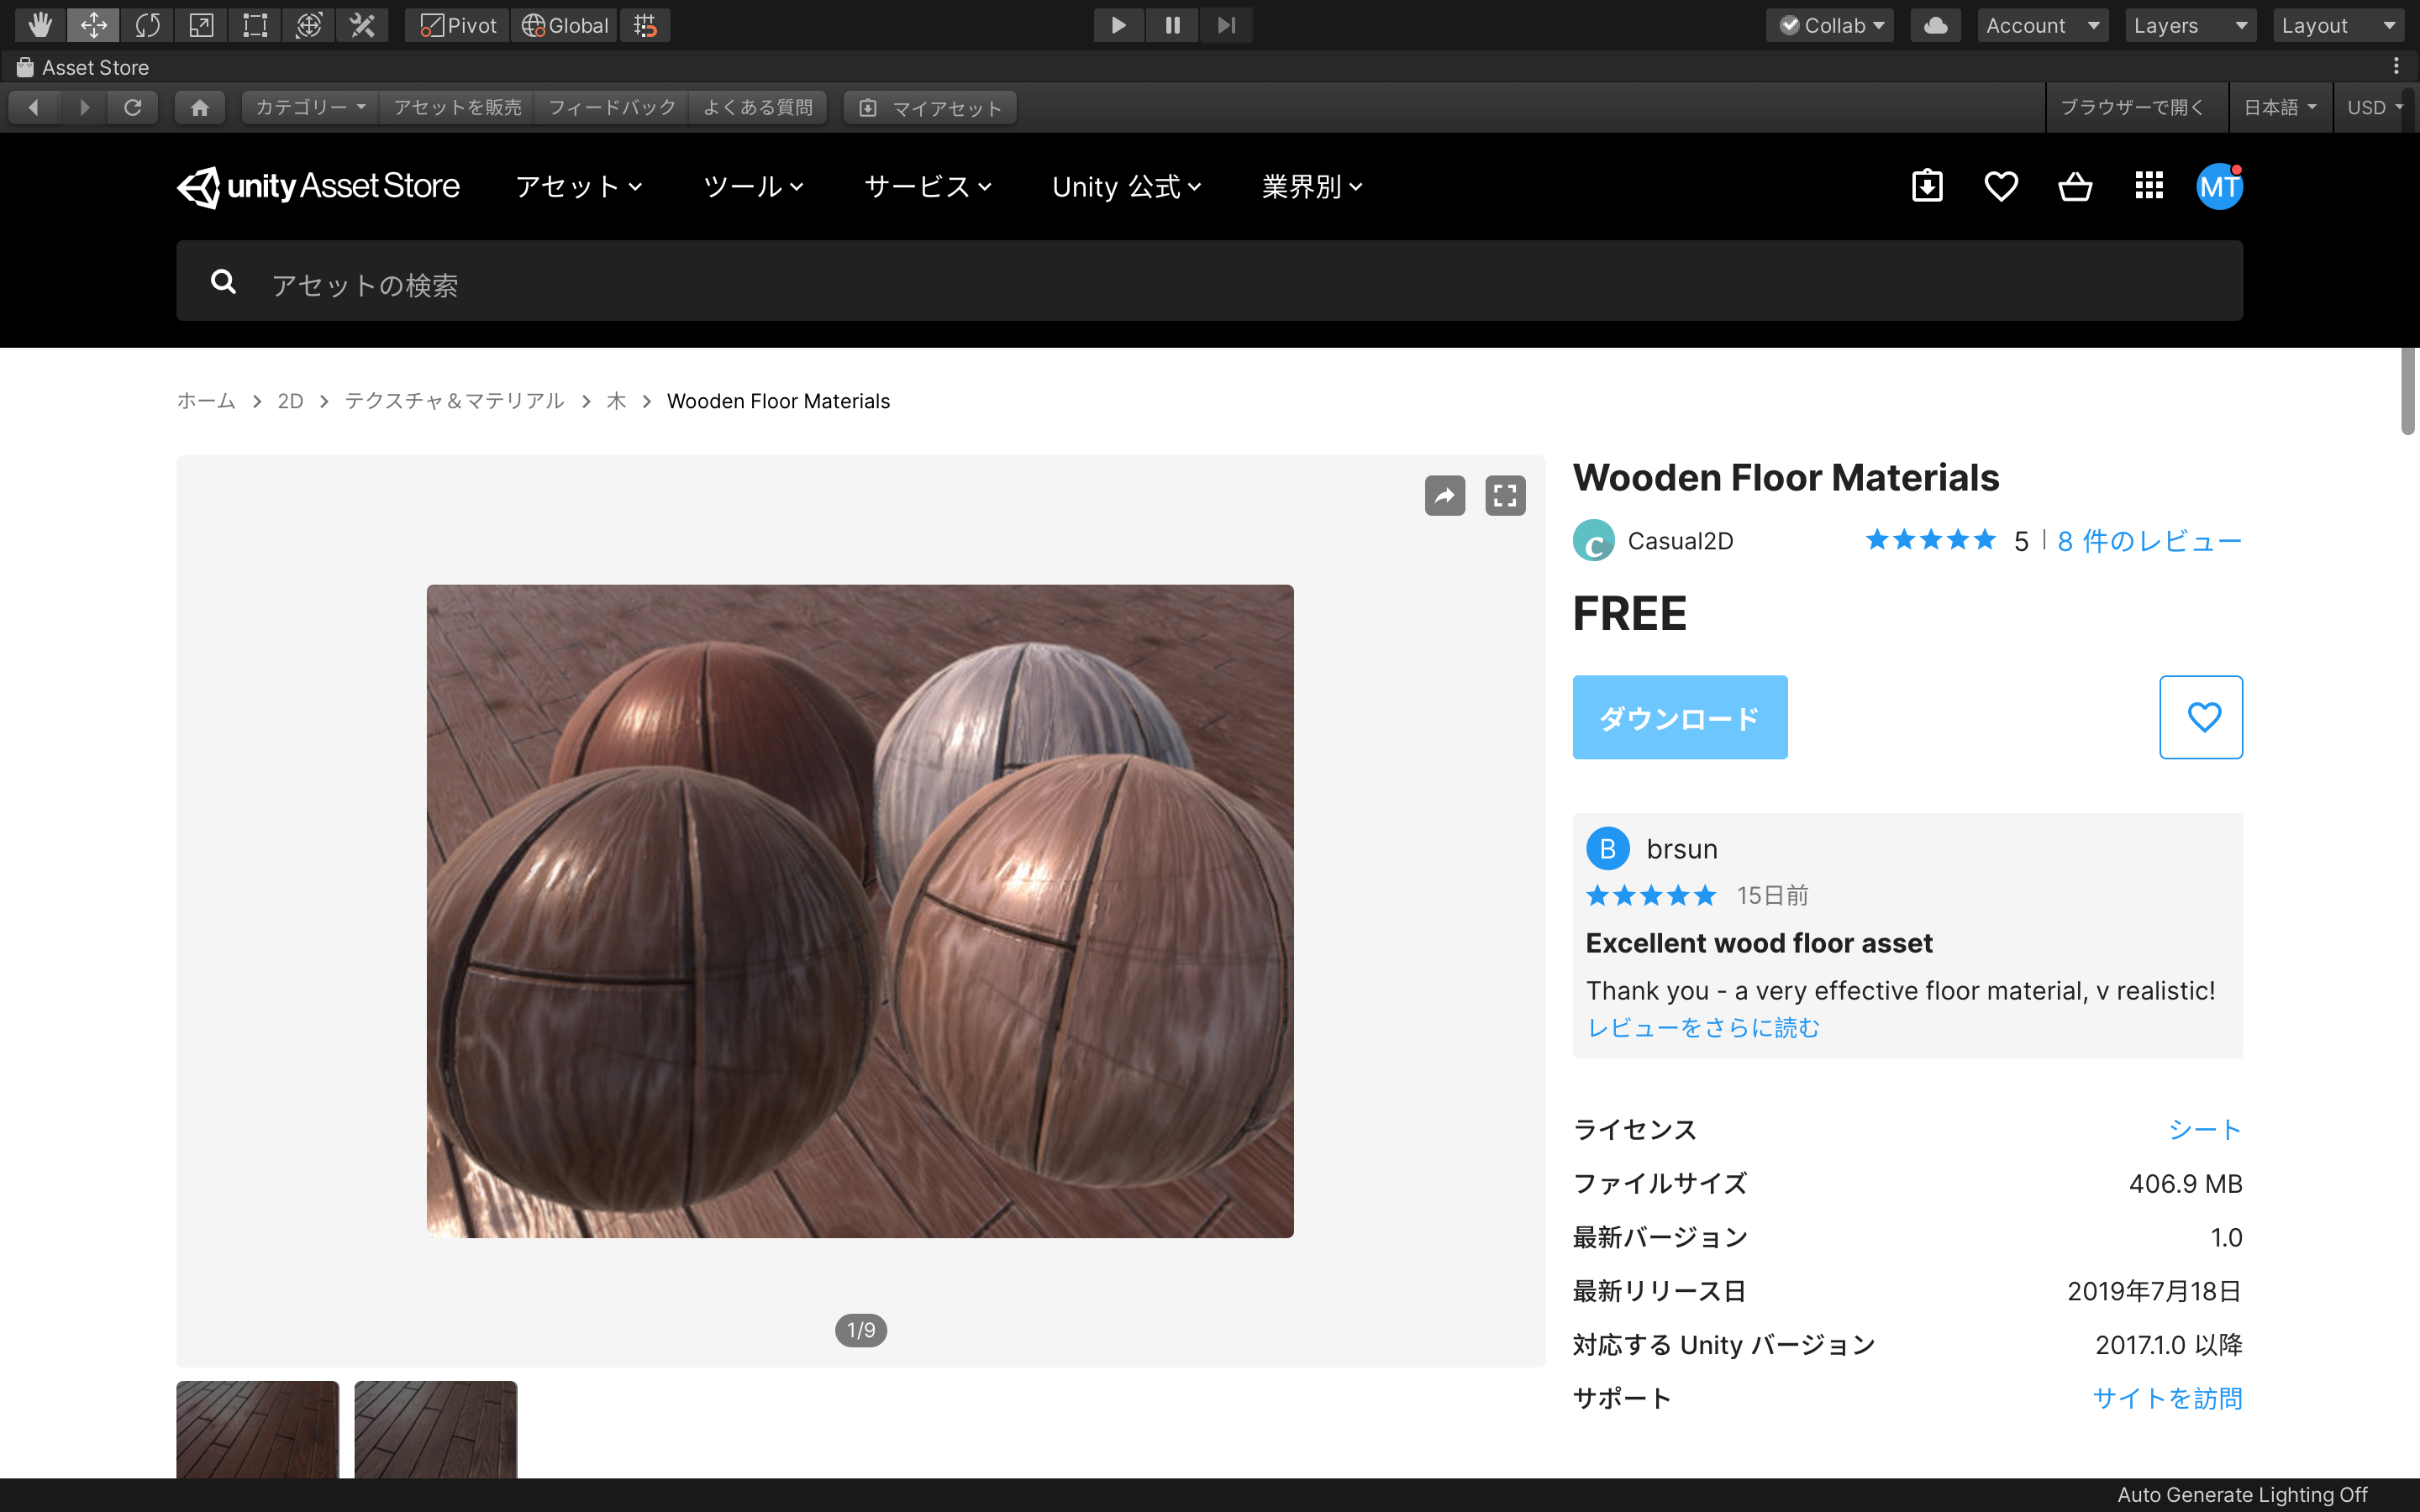 Pivot Global Collab Account Layers Layout
Asset Store
カテゴリー アセットを販売 フィードバック よくある質問 マイアセット ブラウザーで開く 日本語 USD
unity Asset Store アセット ツール サービス Unity 公式 業界別 MT
アセットの検索
ホーム > 2D > テクスチャ＆マテリアル > 木 > Wooden Floor Materials
Wooden Floor Materials
c Casual2D 5 | 8 件のレビュー
FREE
ダウンロード
B brsun
15日前
Excellent wood floor asset
Thank you - a very effective floor material, v realistic!
レビューをさらに読む
ライセンス シート
ファイルサイズ 406.9 MB
最新バージョン 1.0
最新リリース日 2019年7月18日
対応する Unity バージョン 2017.1.0 以降
サポート サイトを訪問
1/9
Auto Generate Lighting Off